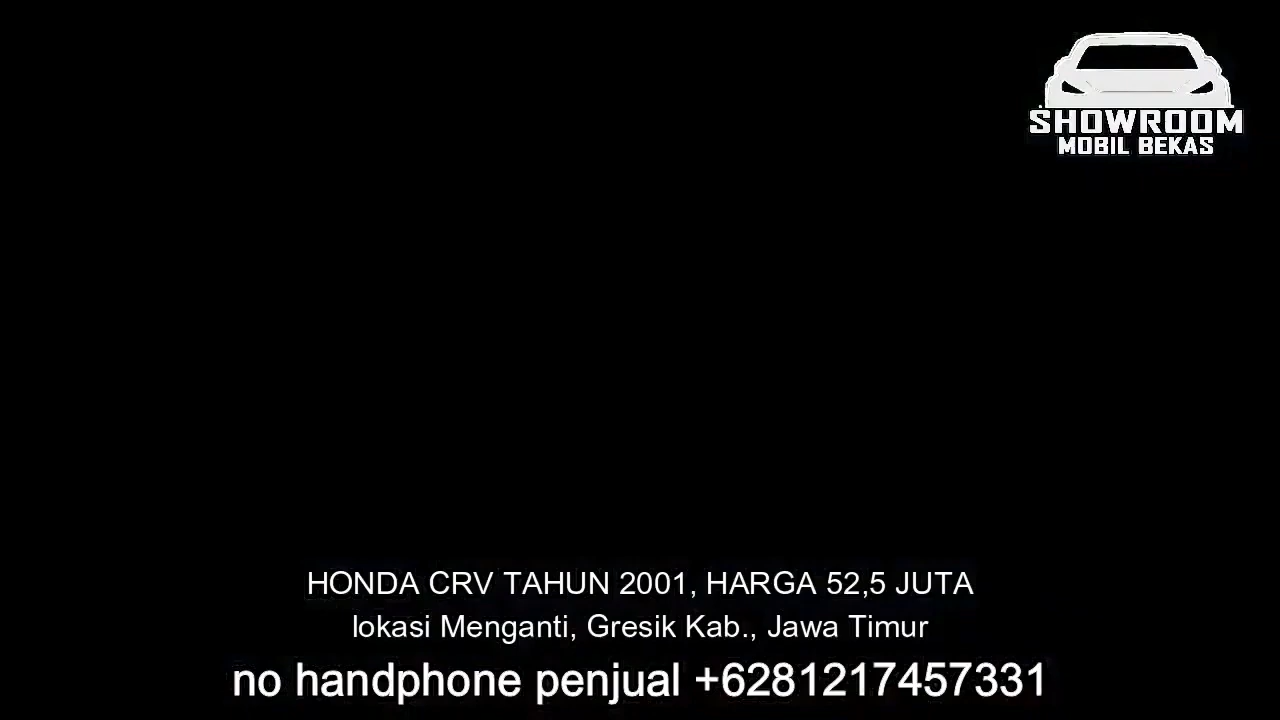 SHOWROOM
MOBIL BEKAS
HONDA CRV TAHUN 2001, HARGA 52,5 JUTA
lokasi Menganti, Gresik Kab., Jawa Timur
no handphone penjual +6281217457331